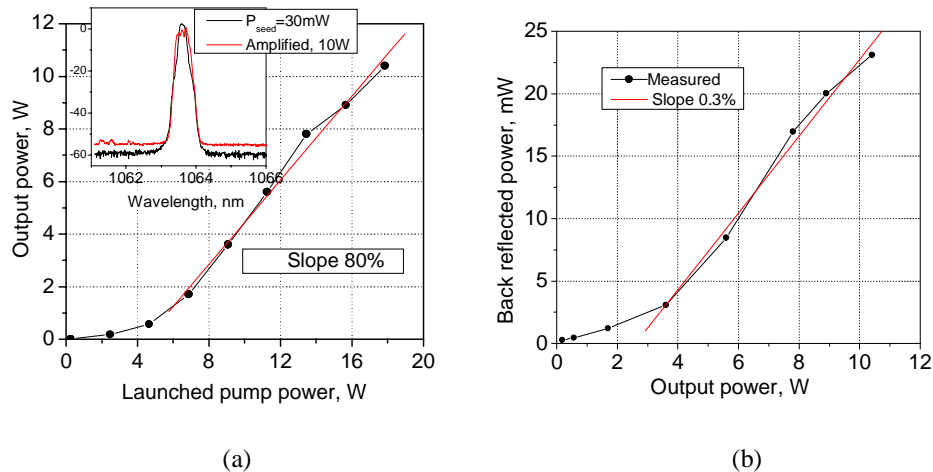 12
10
8
6
4
2
0
Output power, W
0
-20
-40
-60
1062
1064
1066
Wavelength, nm
P_seed=30mW
Amplified, 10W
Slope 80%
0 4 8 12 16 20
Launched pump power, W
(a)
25
20
15
10
5
0
Back reflected power, mW
Measured
Slope 0.3%
0 2 4 6 8 10 12
Output power, W
(b)